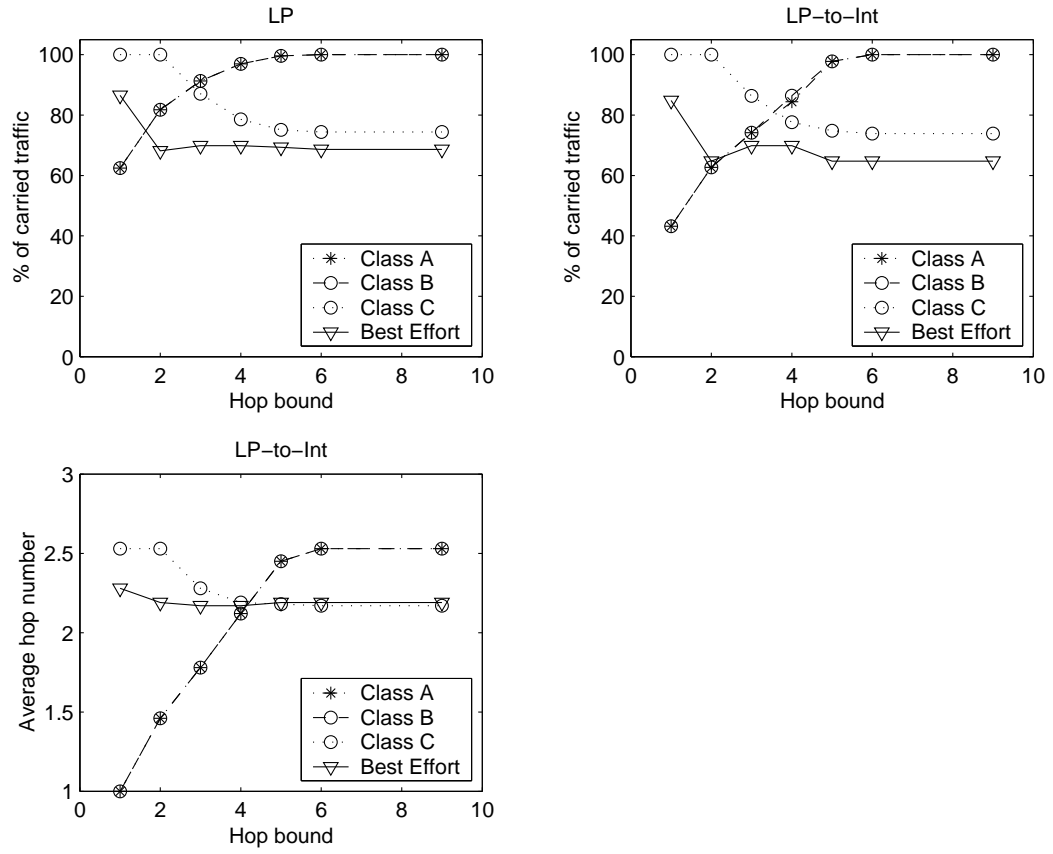 LP
100
80
60
40
20
0
0 2 4 6 8 10
% of carried traffic
Hop bound
Class A
Class B
Class C
Best Effort
LP−to−Int
100
80
60
40
20
0
0 2 4 6 8 10
% of carried traffic
Hop bound
Class A
Class B
Class C
Best Effort
LP−to−Int
3
2.5
2
1.5
1
0 2 4 6 8 10
Average hop number
Hop bound
Class A
Class B
Class C
Best Effort